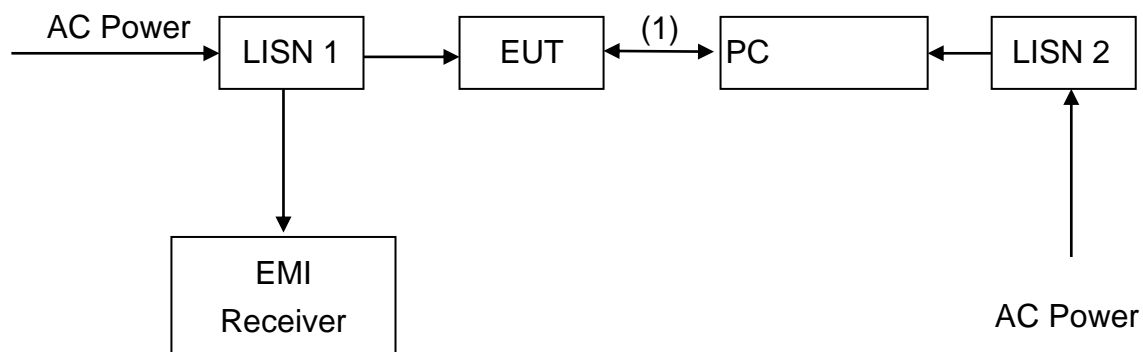 AC Power
LISN 1
EUT
(1)
PC
LISN 2
EMI
Receiver
AC Power